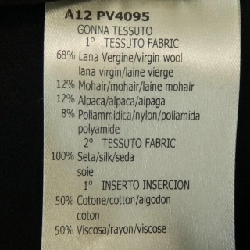 A12 PV4095
GONNA TESSUTO
1° TESSUTO FABRIC
68% Lana Vergine/virgin wool
lana virgin/laine vierge
12% Mohair/mohair/laine mohair
12% Alpaca/alpaca/alpaga
8% Poliammidica/nylon/poliamida
polyamide
2° TESSUTO FABRIC
100% Seta/silk/seda
soie
1° INSERTO INSERCION
50% Cotone/cotton/algodon
coton
50% Viscosa/rayon/viscose